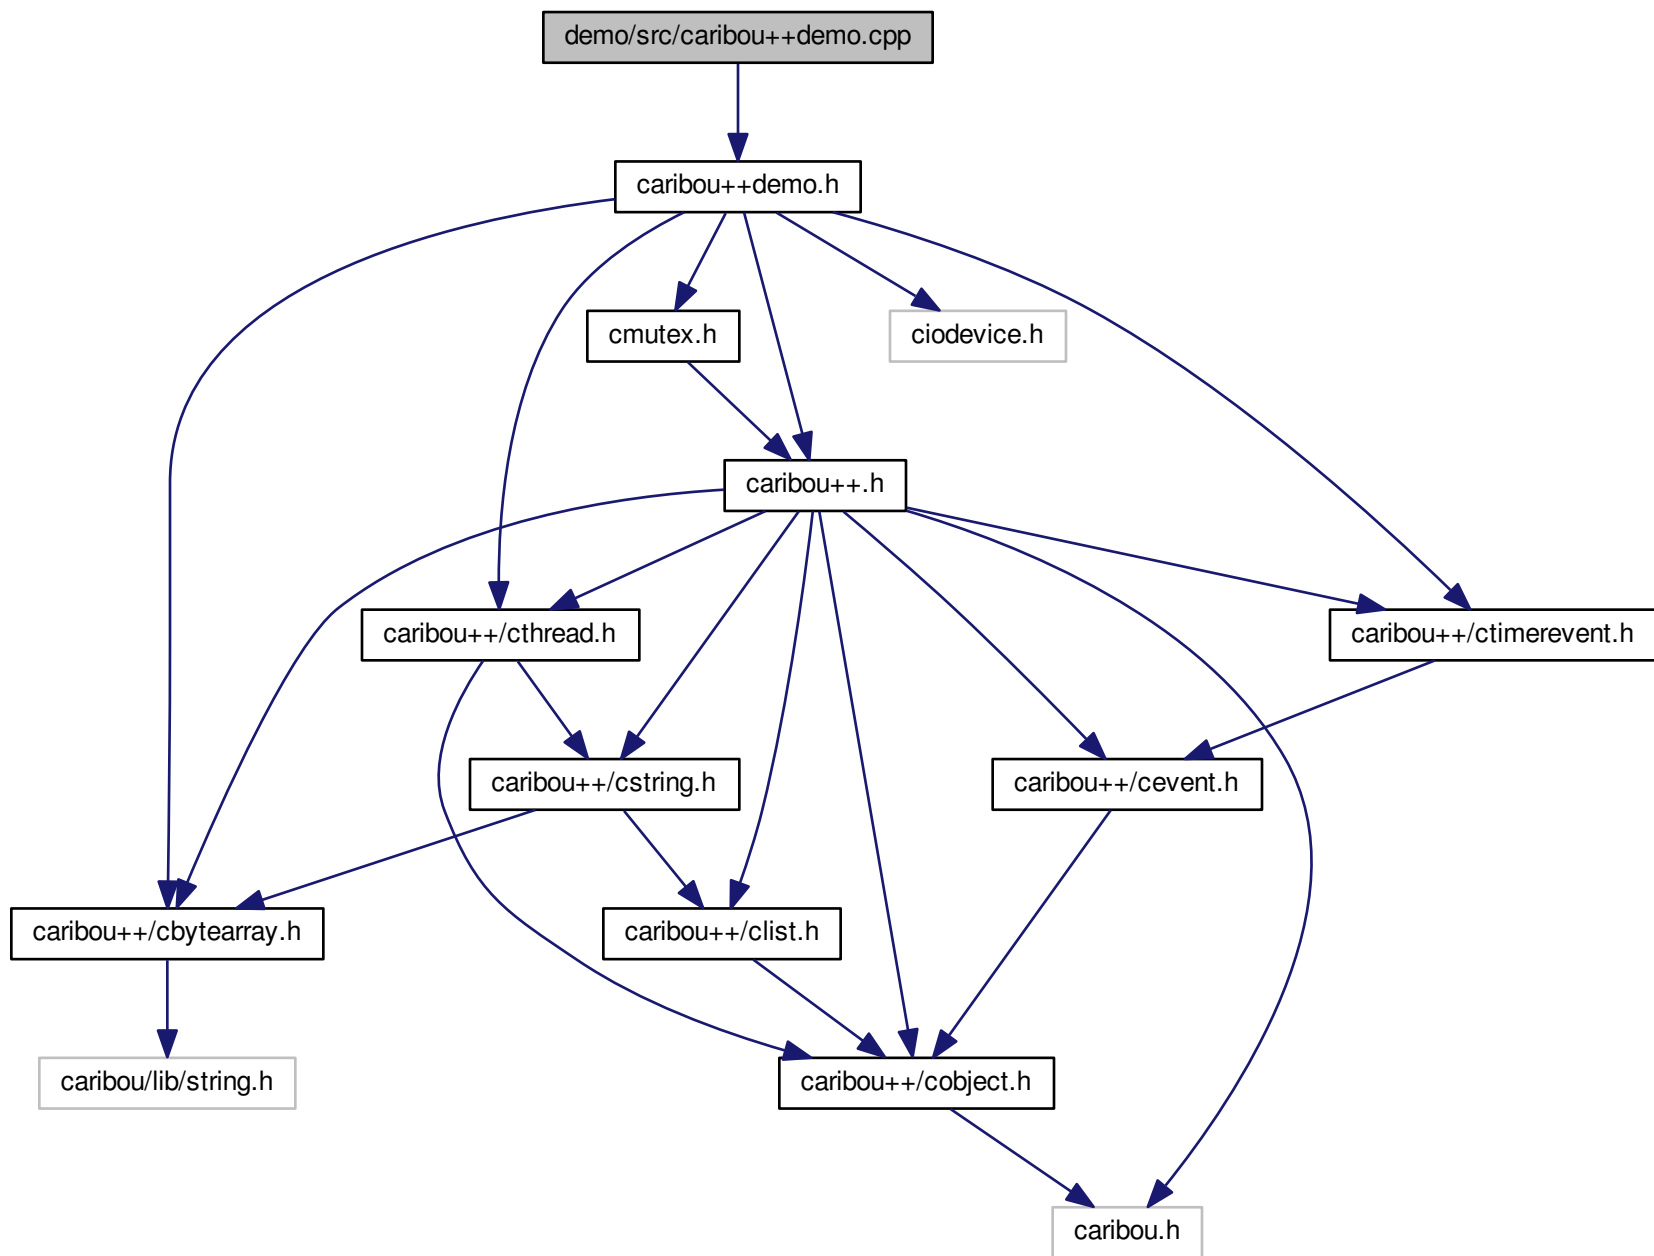 demo/src/caribou++demo.cpp
caribou++demo.h
cmutex.h
ciodevice.h
caribou++.h
caribou++/cthread.h
caribou++/ctimerevent.h
caribou++/cstring.h
caribou++/cevent.h
caribou++/cbytearray.h
caribou++/clist.h
caribou/lib/string.h
caribou++/cobject.h
caribou.h